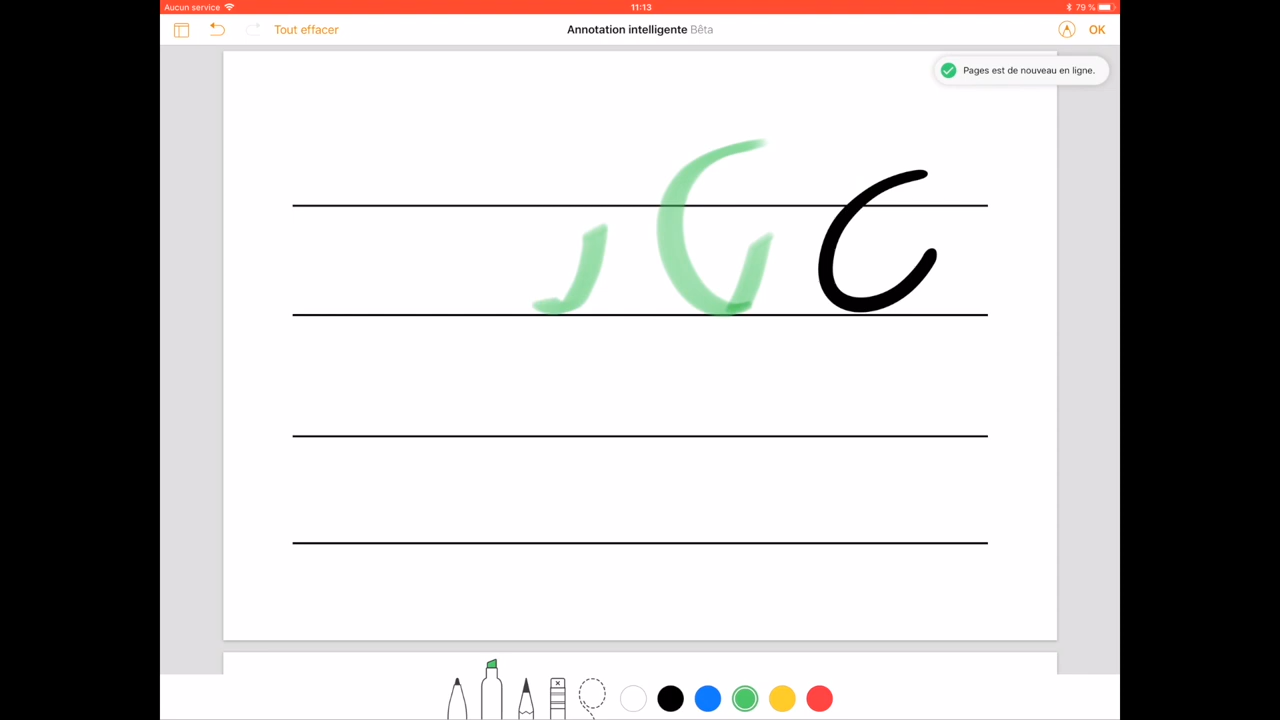 Aucun service 11:13 79 %
Tout effacer Annotation intelligente Bêta OK
Pages est de nouveau en ligne.